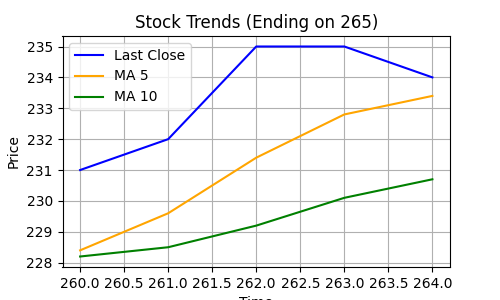 Stock Trends (Ending on 265)
Last Close
MA 5
MA 10
Price
235
234
233
232
231
230
229
228
260.0 260.5 261.0 261.5 262.0 262.5 263.0 263.5 264.0
Time